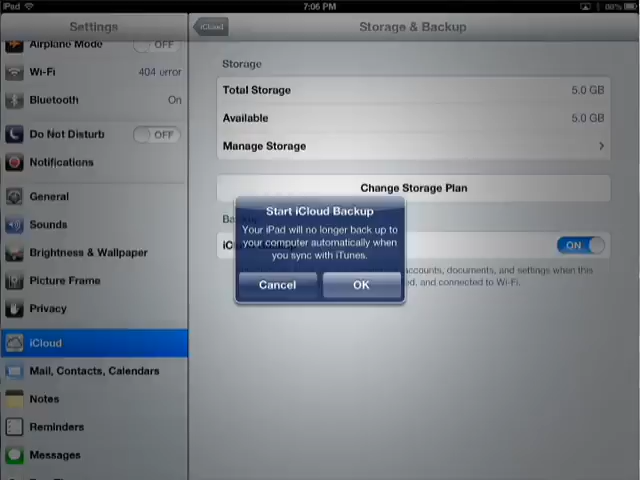 iPad
7:06 PM
Settings
iCloud
Storage & Backup
Airplane Mode
OFF
Wi-Fi
404 error
Bluetooth
On
Do Not Disturb
OFF
Notifications
General
Sounds
Brightness & Wallpaper
Picture Frame
Privacy
iCloud
Mail, Contacts, Calendars
Notes
Reminders
Messages
Storage
Total Storage
5.0 GB
Available
5.0 GB
Manage Storage
Change Storage Plan
ON
accounts, documents, and settings when this
and connected to Wi-Fi.
Start iCloud Backup
Your iPad will no longer back up to
your computer automatically when
you sync with iTunes.
Cancel
OK